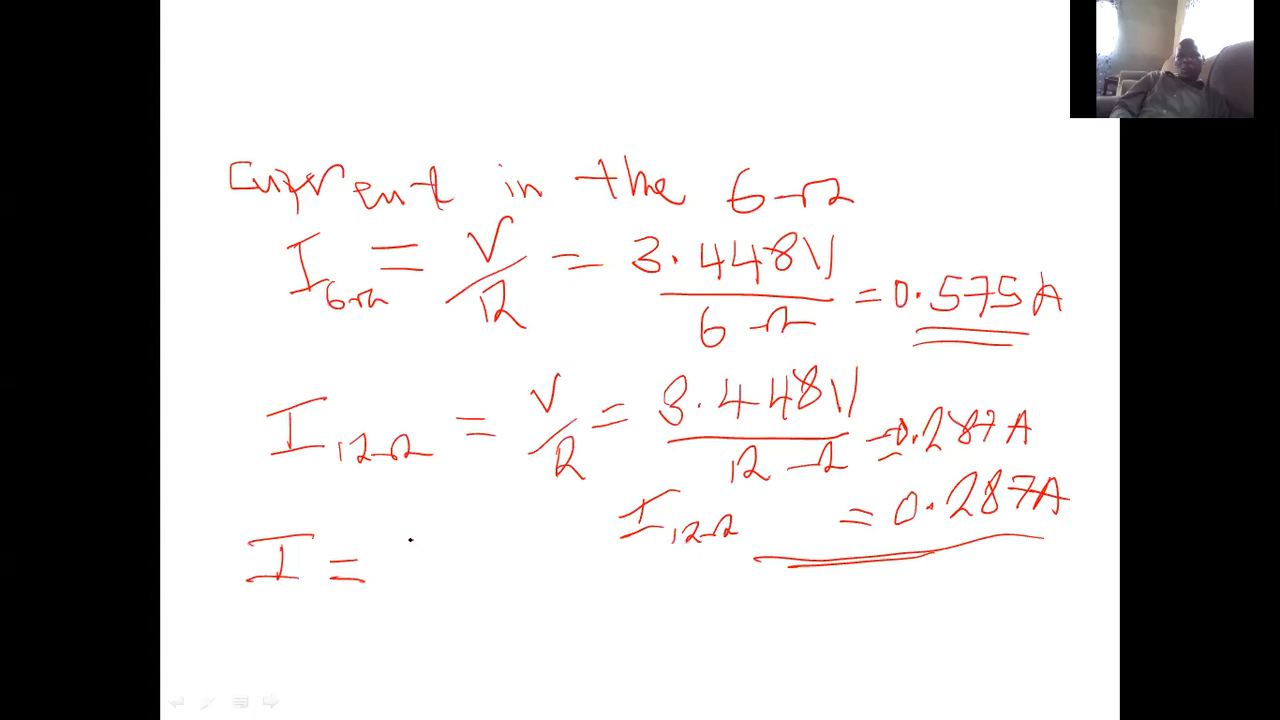 Current in the 6Ω
I6Ω = V/R = 3.448V / 6Ω = 0.575A
I12Ω = V/R = 3.448V / 12Ω = 0.287A
I12Ω = 0.287A
I =